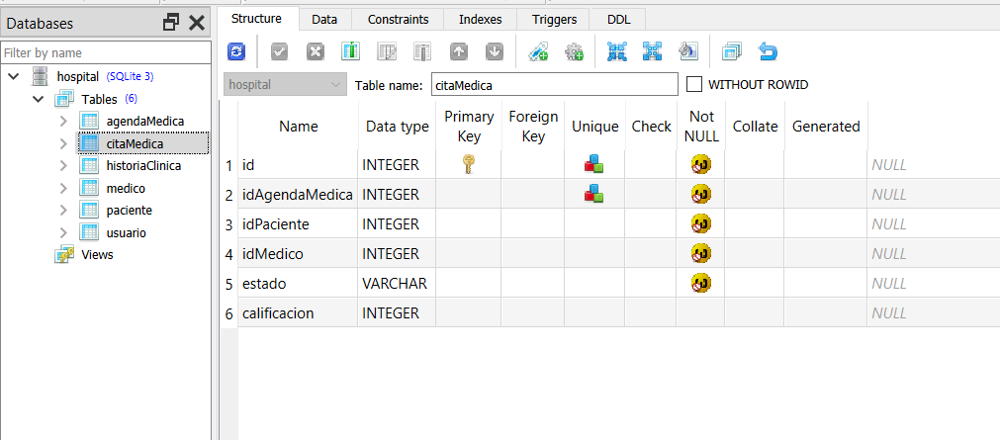 Databases
Filter by name
hospital (SQLite 3)
Tables (6)
agendaMedica
citaMedica
historiaClinica
medico
paciente
usuario
Views
Structure Data Constraints Indexes Triggers DDL
hospital Table name: citaMedica WITHOUT ROWID
Name Data type Primary Key Foreign Key Unique Check Not NULL Collate Generated
1 id INTEGER NULL
2 idAgendaMedica INTEGER NULL
3 idPaciente INTEGER NULL
4 idMedico INTEGER NULL
5 estado VARCHAR NULL
6 calificacion INTEGER NULL